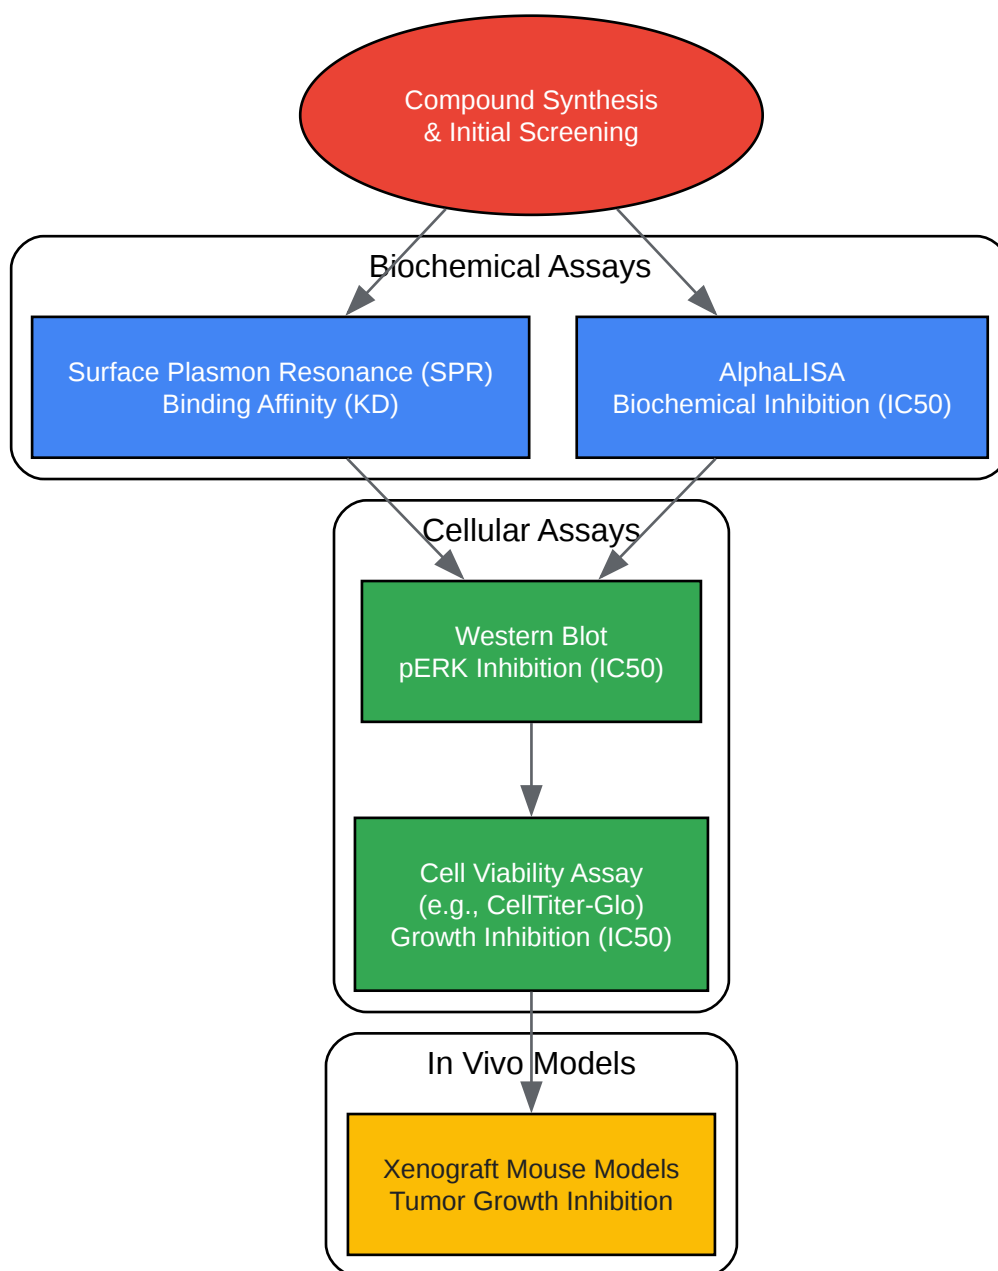 Compound Synthesis
& Initial Screening
Biochemical Assays
Surface Plasmon Resonance (SPR)
Binding Affinity (KD)
AlphaLISA
Biochemical Inhibition (IC50)
Cellular Assays
Western Blot
pERK Inhibition (IC50)
Cell Viability Assay
(e.g., CellTiter-Glo)
Growth Inhibition (IC50)
In Vivo Models
Xenograft Mouse Models
Tumor Growth Inhibition